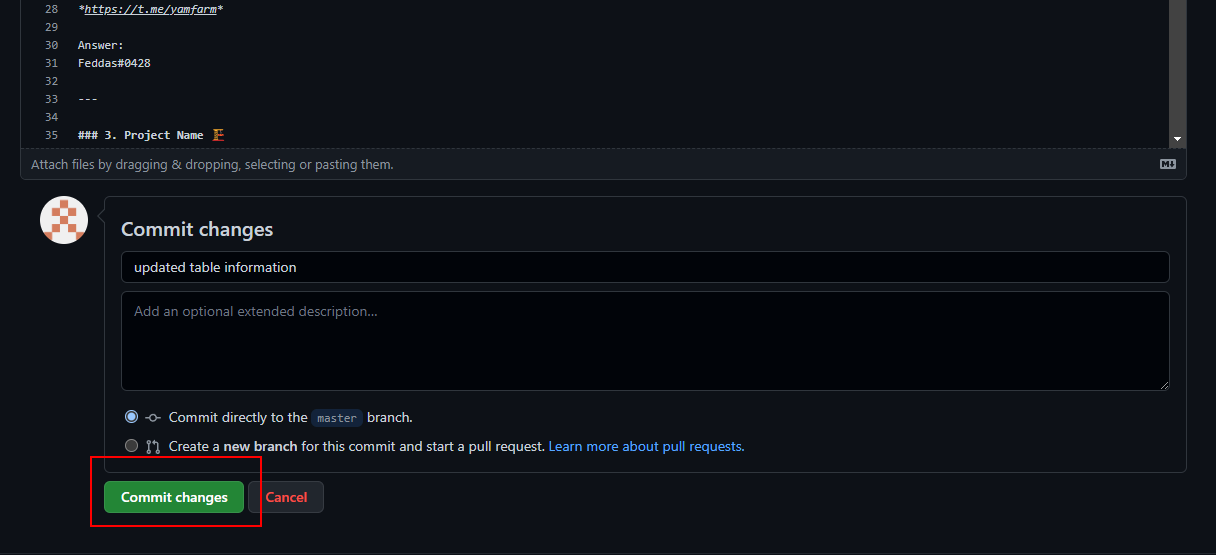 28 *https://t.me/yamfarm*
29
30 Answer:
31 Feddas#0428
32
33 ---
34
35 ### 3. Project Name 🏗️
Attach files by dragging & dropping, selecting or pasting them.
Commit changes
updated table information
Add an optional extended description...
Commit directly to the master branch.
Create a new branch for this commit and start a pull request. Learn more about pull requests.
Commit changes Cancel